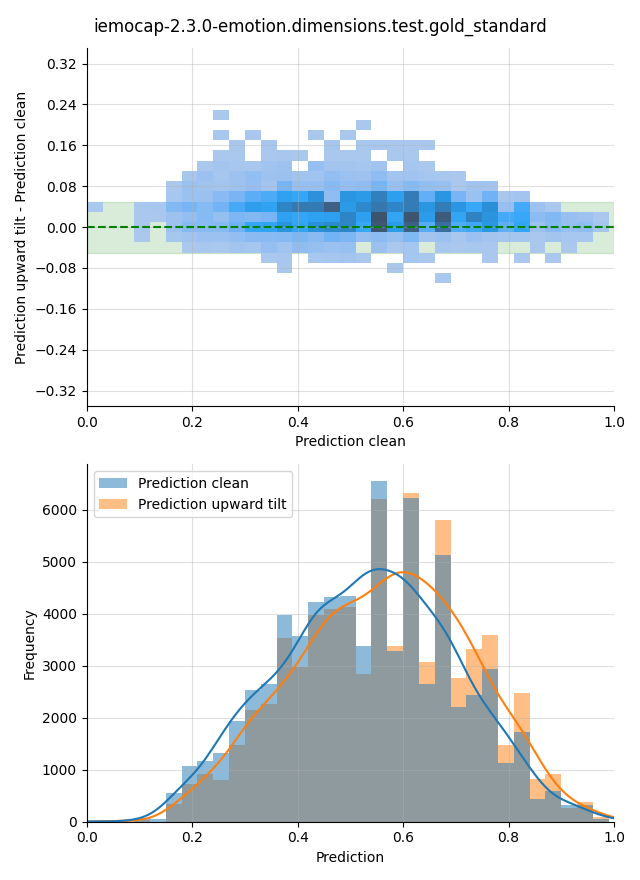 iemocap-2.3.0-emotion.dimensions.test.gold_standard
0.32
0.24
0.16
0.08
0.00
−0.08
−0.16
−0.24
−0.32
Prediction upward tilt - Prediction clean
0.0 0.2 0.4 0.6 0.8 1.0
Prediction clean
Prediction clean
Prediction upward tilt
6000
5000
4000
3000
2000
1000
0
Frequency
0.0 0.2 0.4 0.6 0.8 1.0
Prediction